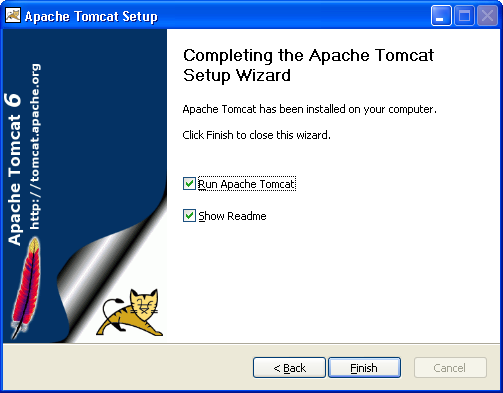 Apache Tomcat Setup
Apache Tomcat 6
http://tomcat.apache.org
Completing the Apache Tomcat
Setup Wizard
Apache Tomcat has been installed on your computer.
Click Finish to close this wizard.
Run Apache Tomcat
Show Readme
< Back
Finish
Cancel